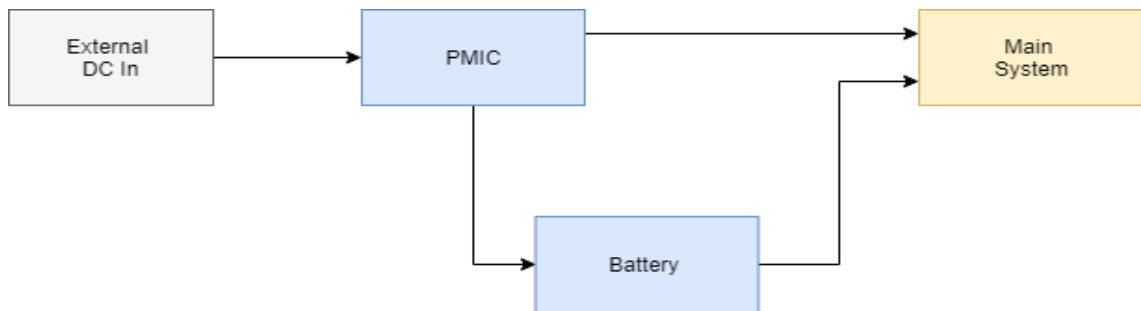 External
DC In
PMIC
Main
System
Battery